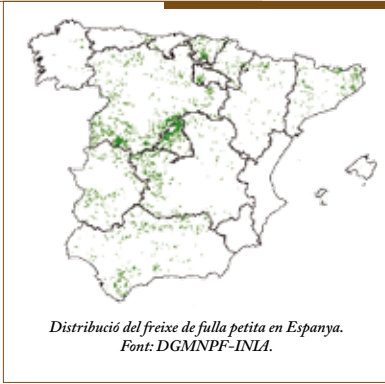 Distribució del freixe de fulla petita en Espanya.
Font: DGMNPF-INIA.